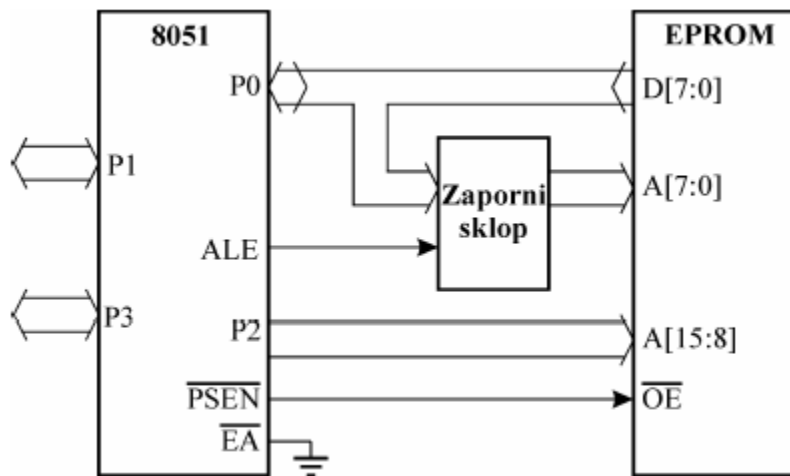 8051
EPROM
P0
D[7:0]
P1
Zaporni
sklop
A[7:0]
ALE
P3
P2
A[15:8]
PSEN
OE
EA